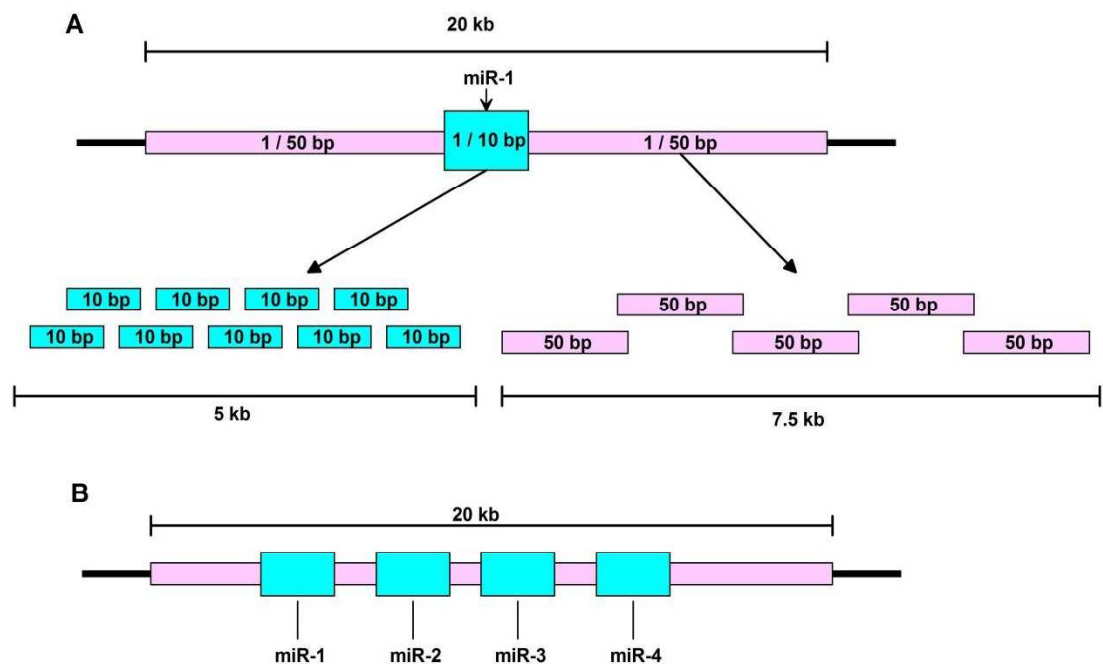 A
20 kb
miR-1
1 / 50 bp 1 / 10 bp 1 / 50 bp
10 bp 10 bp 10 bp 10 bp
10 bp 10 bp 10 bp 10 bp 10 bp
5 kb
50 bp 50 bp
50 bp 50 bp 50 bp
7.5 kb
B
20 kb
miR-1 miR-2 miR-3 miR-4